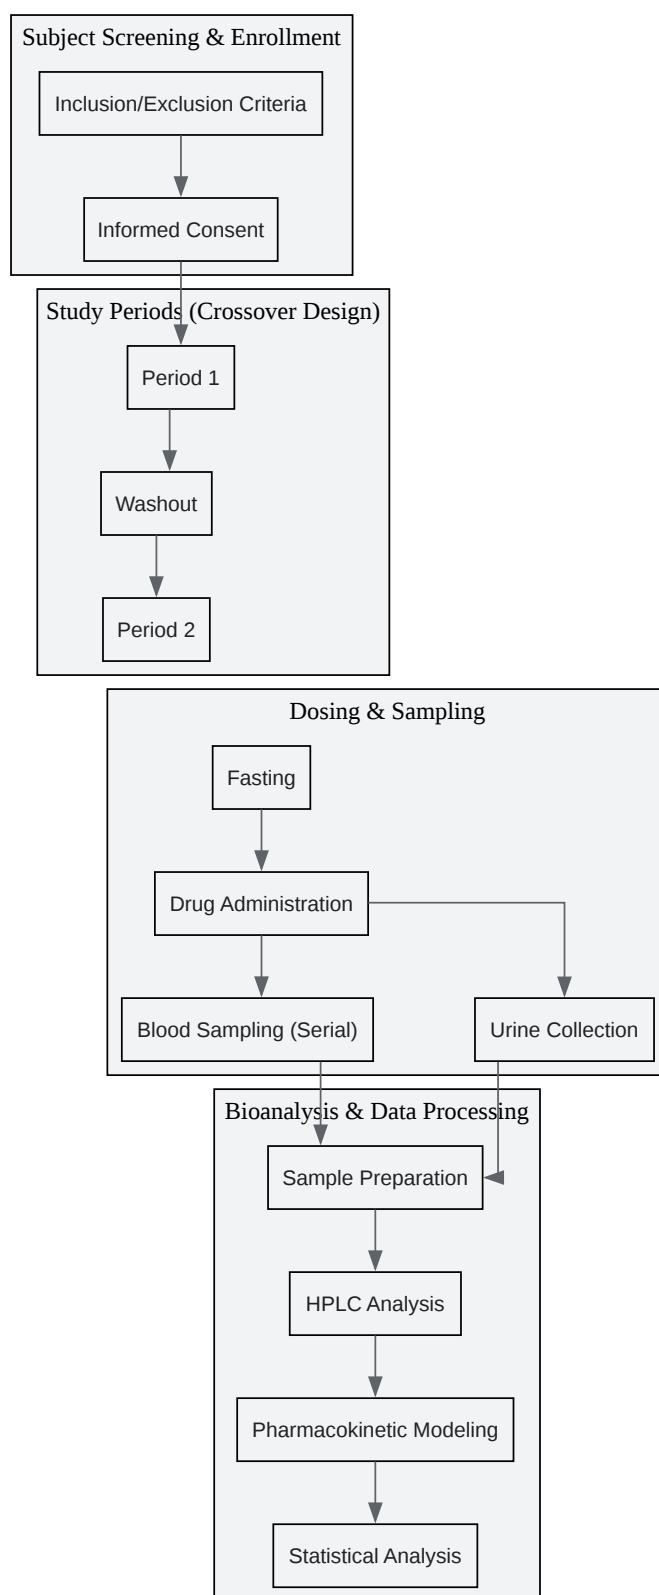 Subject Screening & Enrollment
Inclusion/Exclusion Criteria
Informed Consent
Study Periods (Crossover Design)
Period 1
Washout
Period 2
Dosing & Sampling
Fasting
Drug Administration
Blood Sampling (Serial)
Urine Collection
Bioanalysis & Data Processing
Sample Preparation
HPLC Analysis
Pharmacokinetic Modeling
Statistical Analysis